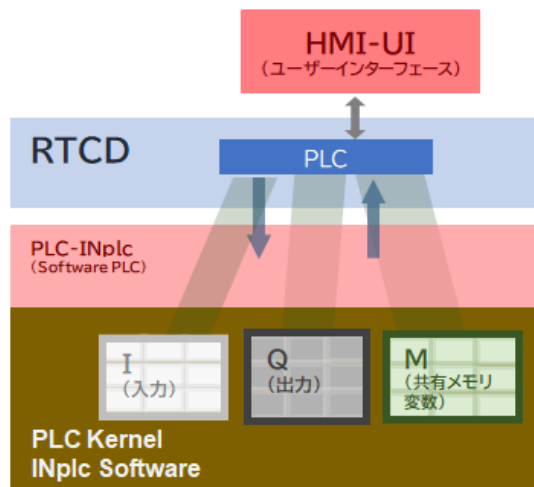 HMI-UI
（ユーザーインターフェース）
RTCD
PLC
PLC-INplc
（Software PLC）
I
（入力）
Q
（出力）
M
（共有メモリ
変数）
PLC Kernel
INplc Software